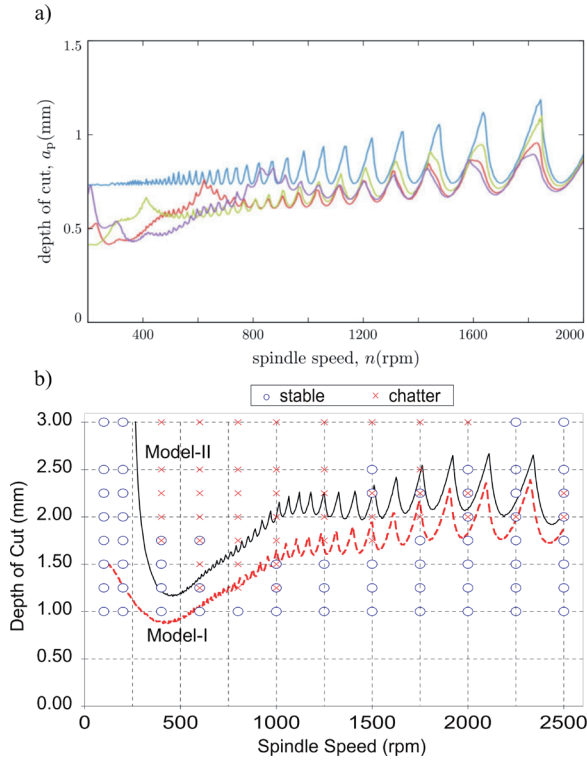 a)
1.5
1
0.5
0
depth of cut, aₚ(mm)
400 800 1200 1600 2000
spindle speed, n(rpm)
b)
stable chatter
3.00
2.50
2.00
1.50
1.00
0.50
0.00
Depth of Cut (mm)
Model-II
Model-I
0 500 1000 1500 2000 2500
Spindle Speed (rpm)